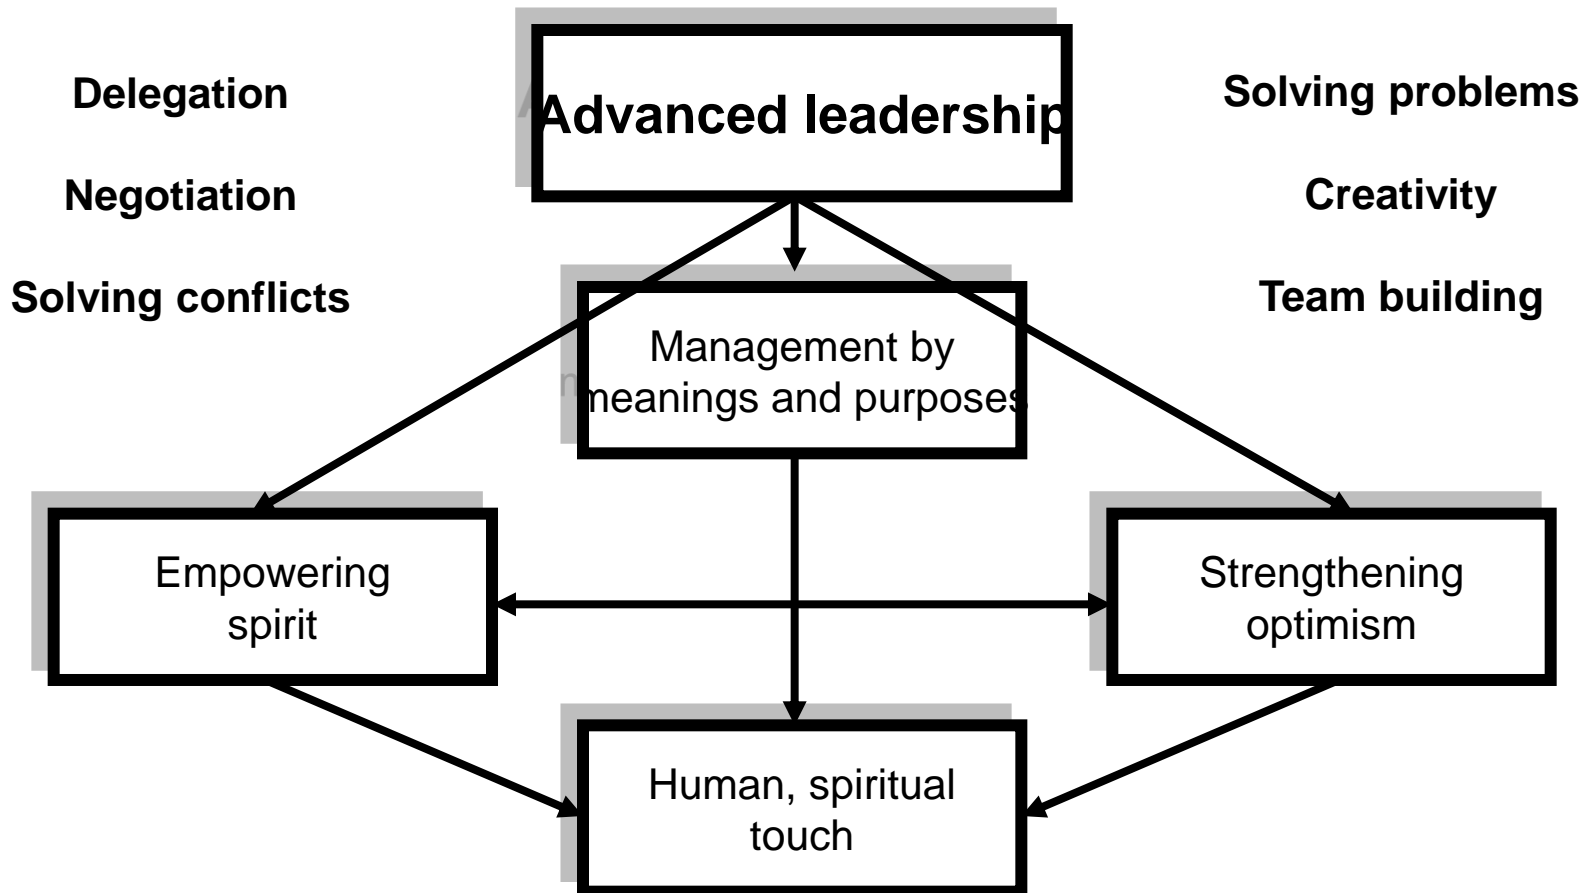 Advanced leadership
Delegation
Negotiation
Solving conflicts
Solving problems
Creativity
Team building
Management by
meanings and purposes
Empowering
spirit
Strengthening
optimism
Human, spiritual
touch